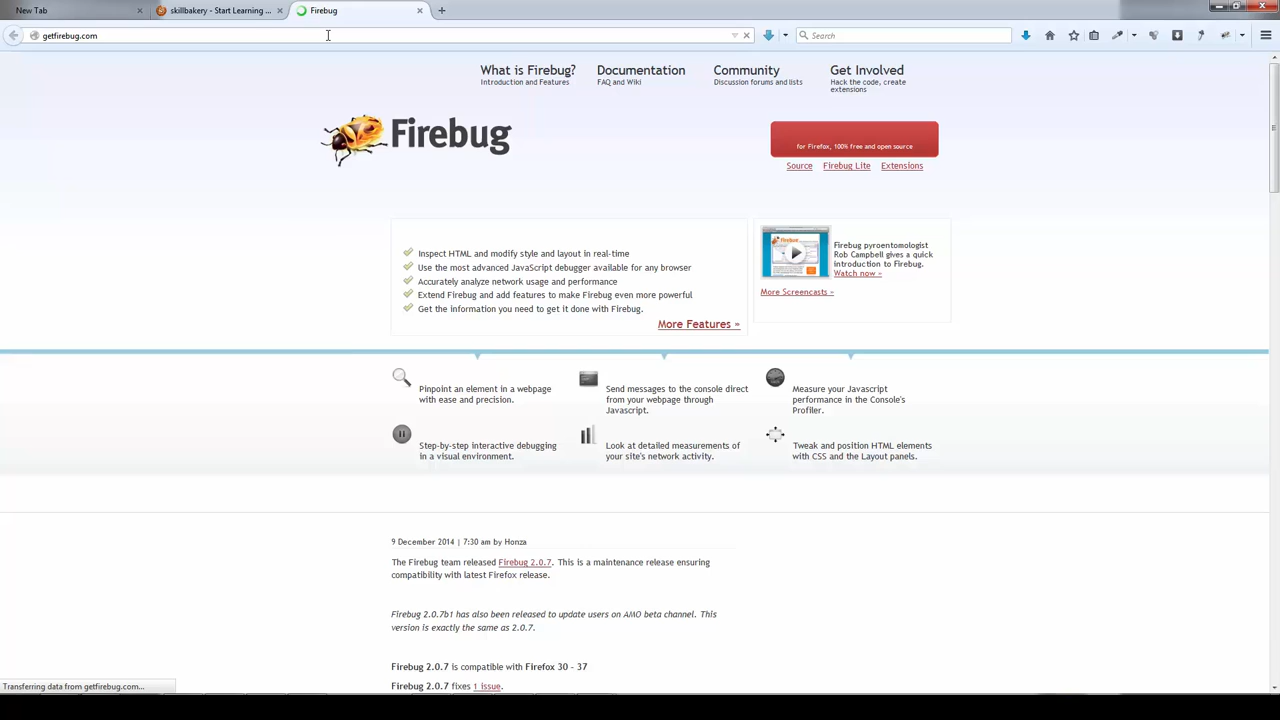 New Tab
skillbakery - Start Learning ...
Firebug
getfirebug.com
Search
What is Firebug?
Introduction and Features
Documentation
FAQ and Wiki
Community
Discussion forums and lists
Get Involved
Hack the code, create
extensions
Firebug
for Firefox, 100% free and open source
Source
Firebug Lite
Extensions
Inspect HTML and modify style and layout in real-time
Use the most advanced JavaScript debugger available for any browser
Accurately analyze network usage and performance
Extend Firebug and add features to make Firebug even more powerful
Get the information you need to get it done with Firebug.
More Features »
Firebug pyroentomologist
Rob Campbell gives a quick
introduction to Firebug.
Watch now »
More Screencasts »
Pinpoint an element in a webpage
with ease and precision.
Send messages to the console direct
from your webpage through
Javascript.
Measure your Javascript
performance in the Console's
Profiler.
Step-by-step interactive debugging
in a visual environment.
Look at detailed measurements of
your site's network activity.
Tweak and position HTML elements
with CSS and the Layout panels.
9 December 2014 | 7:30 am by Honza
The Firebug team released Firebug 2.0.7. This is a maintenance release ensuring
compatibility with latest Firefox release.
Firebug 2.0.7b1 has also been released to update users on AMO beta channel. This
version is exactly the same as 2.0.7.
Firebug 2.0.7 is compatible with Firefox 30 – 37
Firebug 2.0.7 fixes 1 issue.
Transferring data from getfirebug.com...